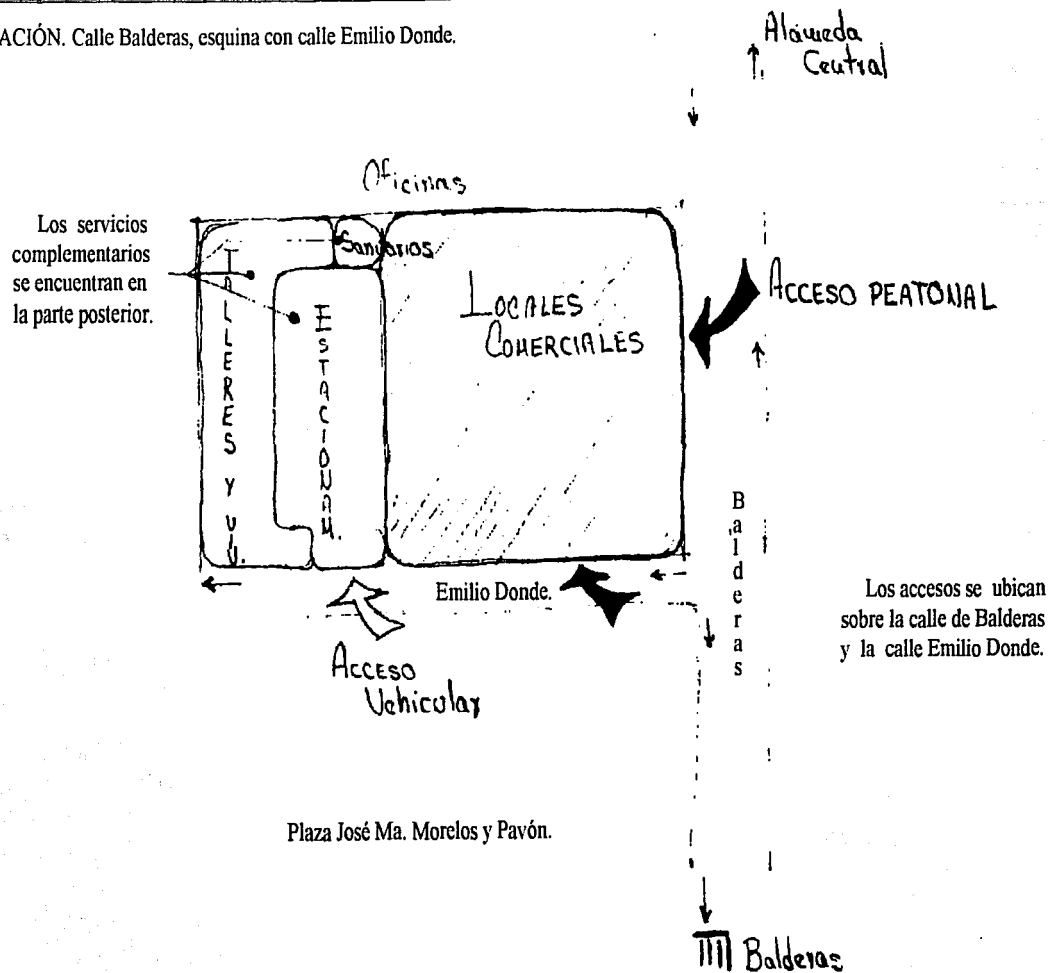 ACIÓN. Calle Balderas, esquina con calle Emilio Donde.
Alameda
Central
Oficinas
Los servicios
complementarios
se encuentran en
la parte posterior.
Sanitarios
TALLERES Y
ESTACIONAM.
LOCALES
COMERCIALES
ACCESO PEATONAL
Balderas
Emilio Donde.
Los accesos se ubican
sobre la calle de Balderas
y la calle Emilio Donde.
ACCESO
Vehicular
Plaza José Ma. Morelos y Pavón.
Balderas